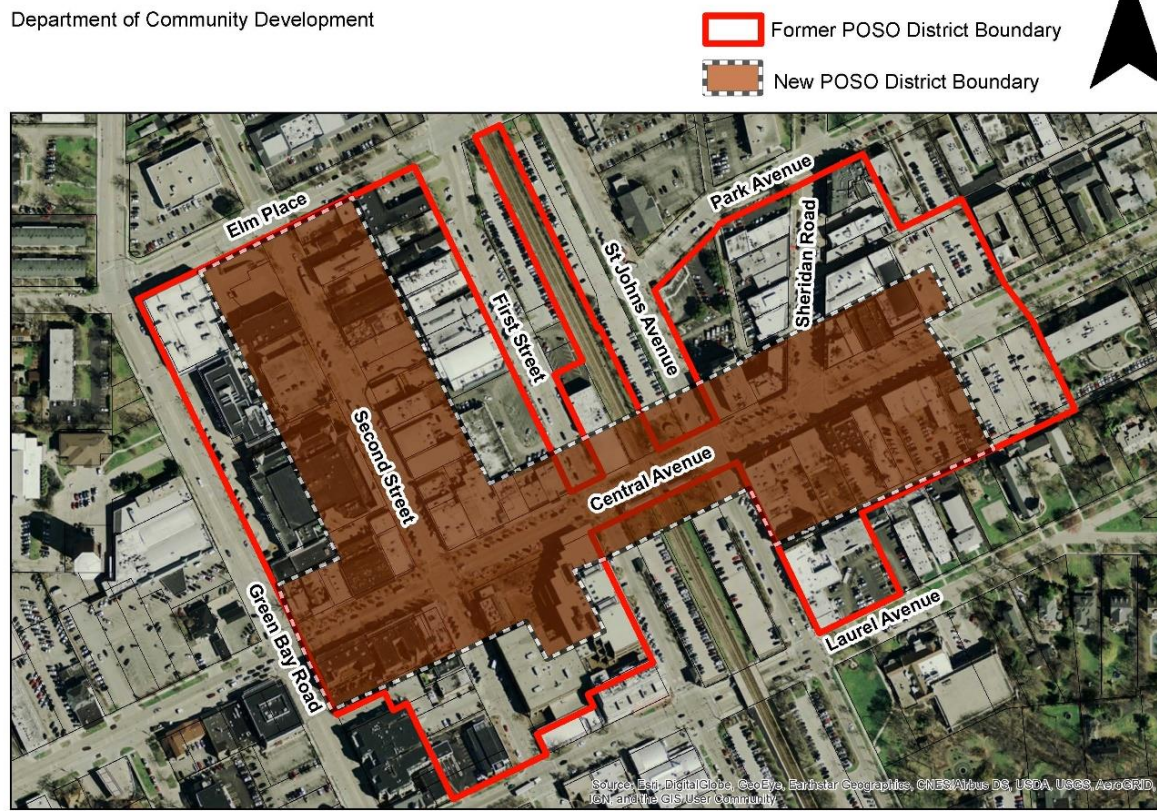 Department of Community Development
Former POSO District Boundary
New POSO District Boundary
Elm Place
Park Avenue
St Johns Avenue
Sheridan Road
First Street
Second Street
Central Avenue
Green Bay Road
Laurel Avenue
Source: Esri, DigitalGlobe, GeoEye, Earthstar Geographics, CNES/Airbus DS, USDA, USGS, AeroGRID,
IGN, and the GIS User Community